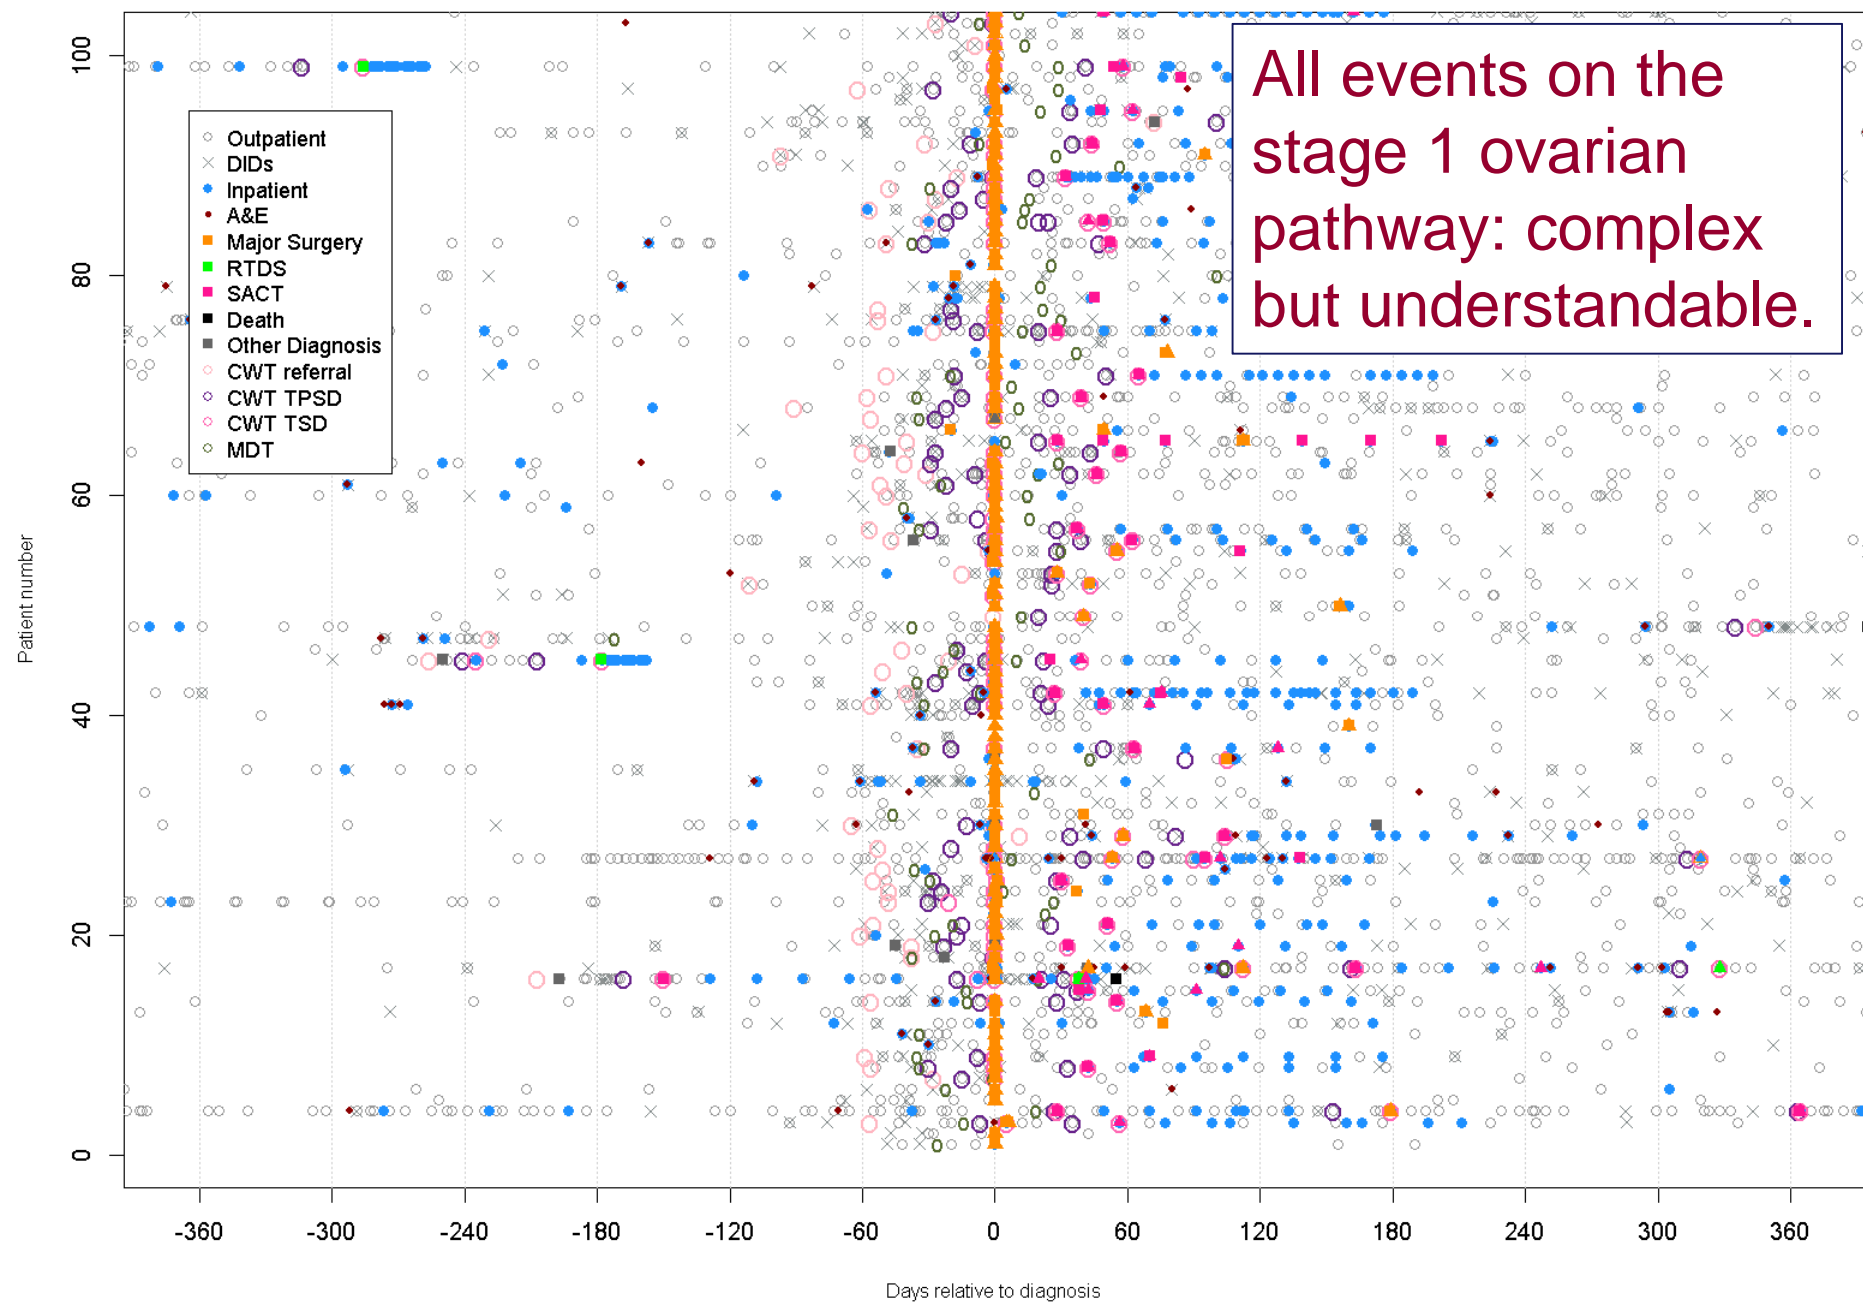 All events on the
stage 1 ovarian
pathway: complex
but understandable.
Outpatient
DIDs
Inpatient
A&E
Major Surgery
RTDS
SACT
Death
Other Diagnosis
CWT referral
CWT TPSD
CWT TSD
MDT
Patient number
100
80
60
40
20
0
-360 -300 -240 -180 -120 -60 0 60 120 180 240 300 360
Days relative to diagnosis